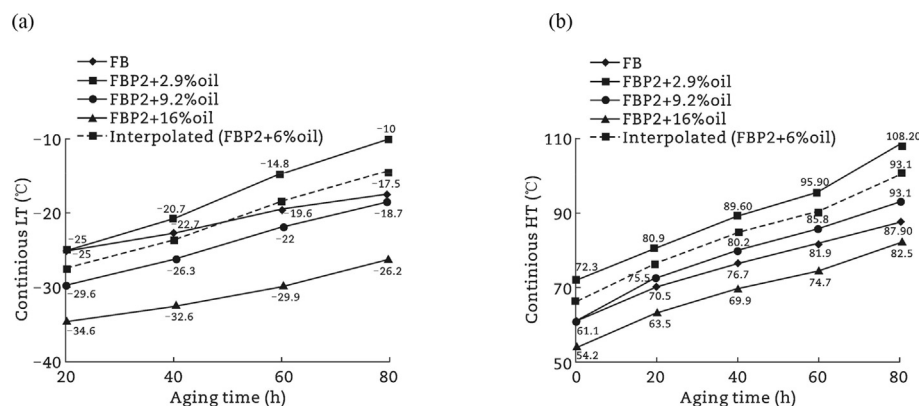 (a)
FB
FBP2+2.9%oil
FBP2+9.2%oil
FBP2+16%oil
Interpolated (FBP2+6%oil)
Continious LT (℃)
-10
-20
-30
-40
-25
-25
-29.6
-34.6
-20.7
-22.7
-26.3
-32.6
-14.8
-19.6
-22
-29.9
-10
-17.5
-18.7
-26.2
20 40 60 80
Aging time (h)
(b)
FB
FBP2+2.9%oil
FBP2+9.2%oil
FBP2+16%oil
Interpolated (FBP2+6%oil)
Continious HT (℃)
110
90
70
50
72.3
61.1
54.2
80.9
75.5
70.5
63.5
89.60
80.2
76.7
69.9
95.90
85.8
81.9
74.7
108.20
93.1
93.1
87.90
82.5
0 20 40 60 80
Aging time (h)